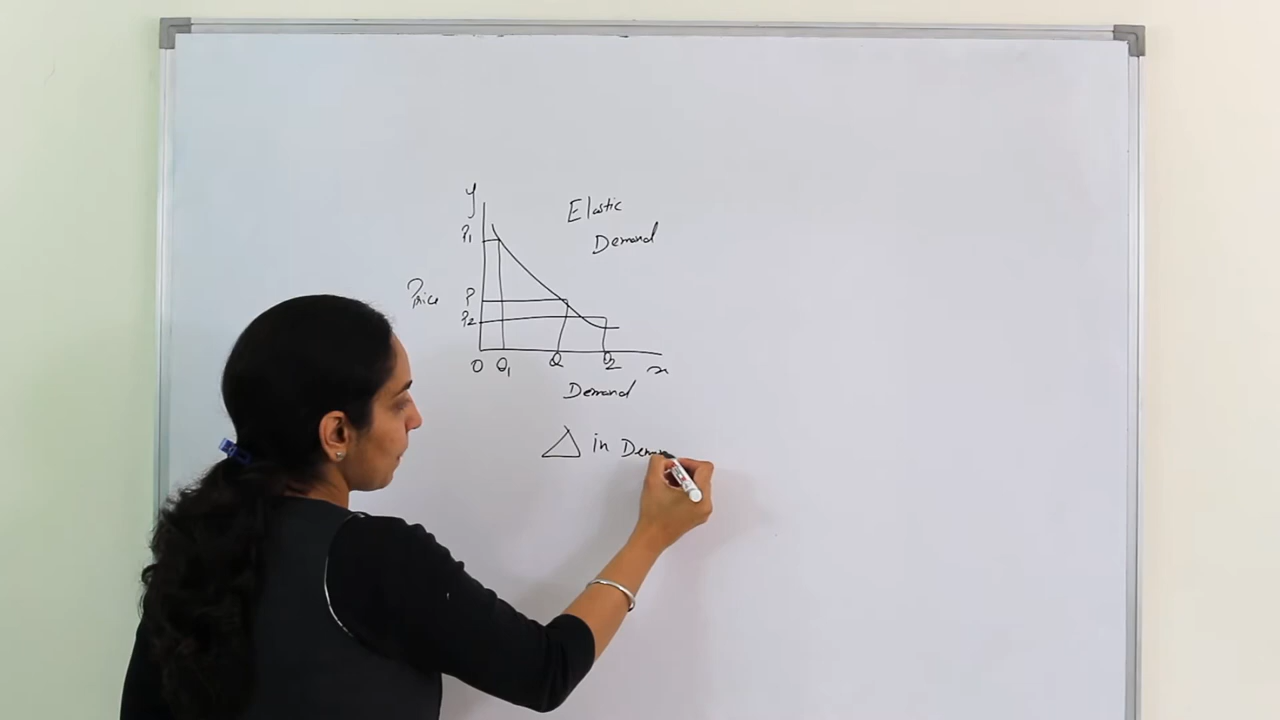 y
Elastic
Demand
P1
Price
P
P2
O Q1 Q Q2 x
Demand
△ in Dem